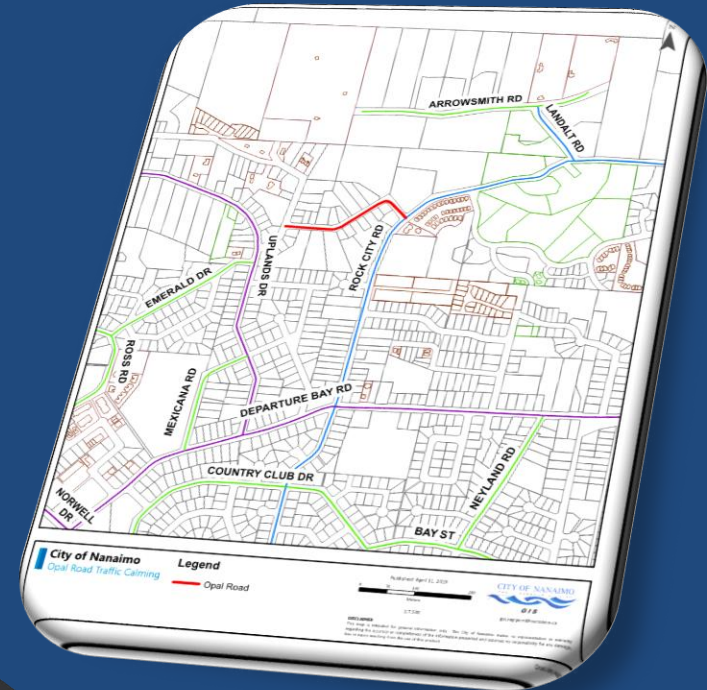 ARROWSMITH RD
LANDALT RD
UPLANDS DR
ROCK CITY RD
EMERALD DR
ROSS RD
MEXICANA RD
DEPARTURE BAY RD
COUNTRY CLUB DR
NEYLAND RD
NORWELL
DR
BAY ST
City of Nanaimo
Opal Road Traffic Calming
Legend
Opal Road
CITY OF NANAIMO
GIS
DISCLAIMER